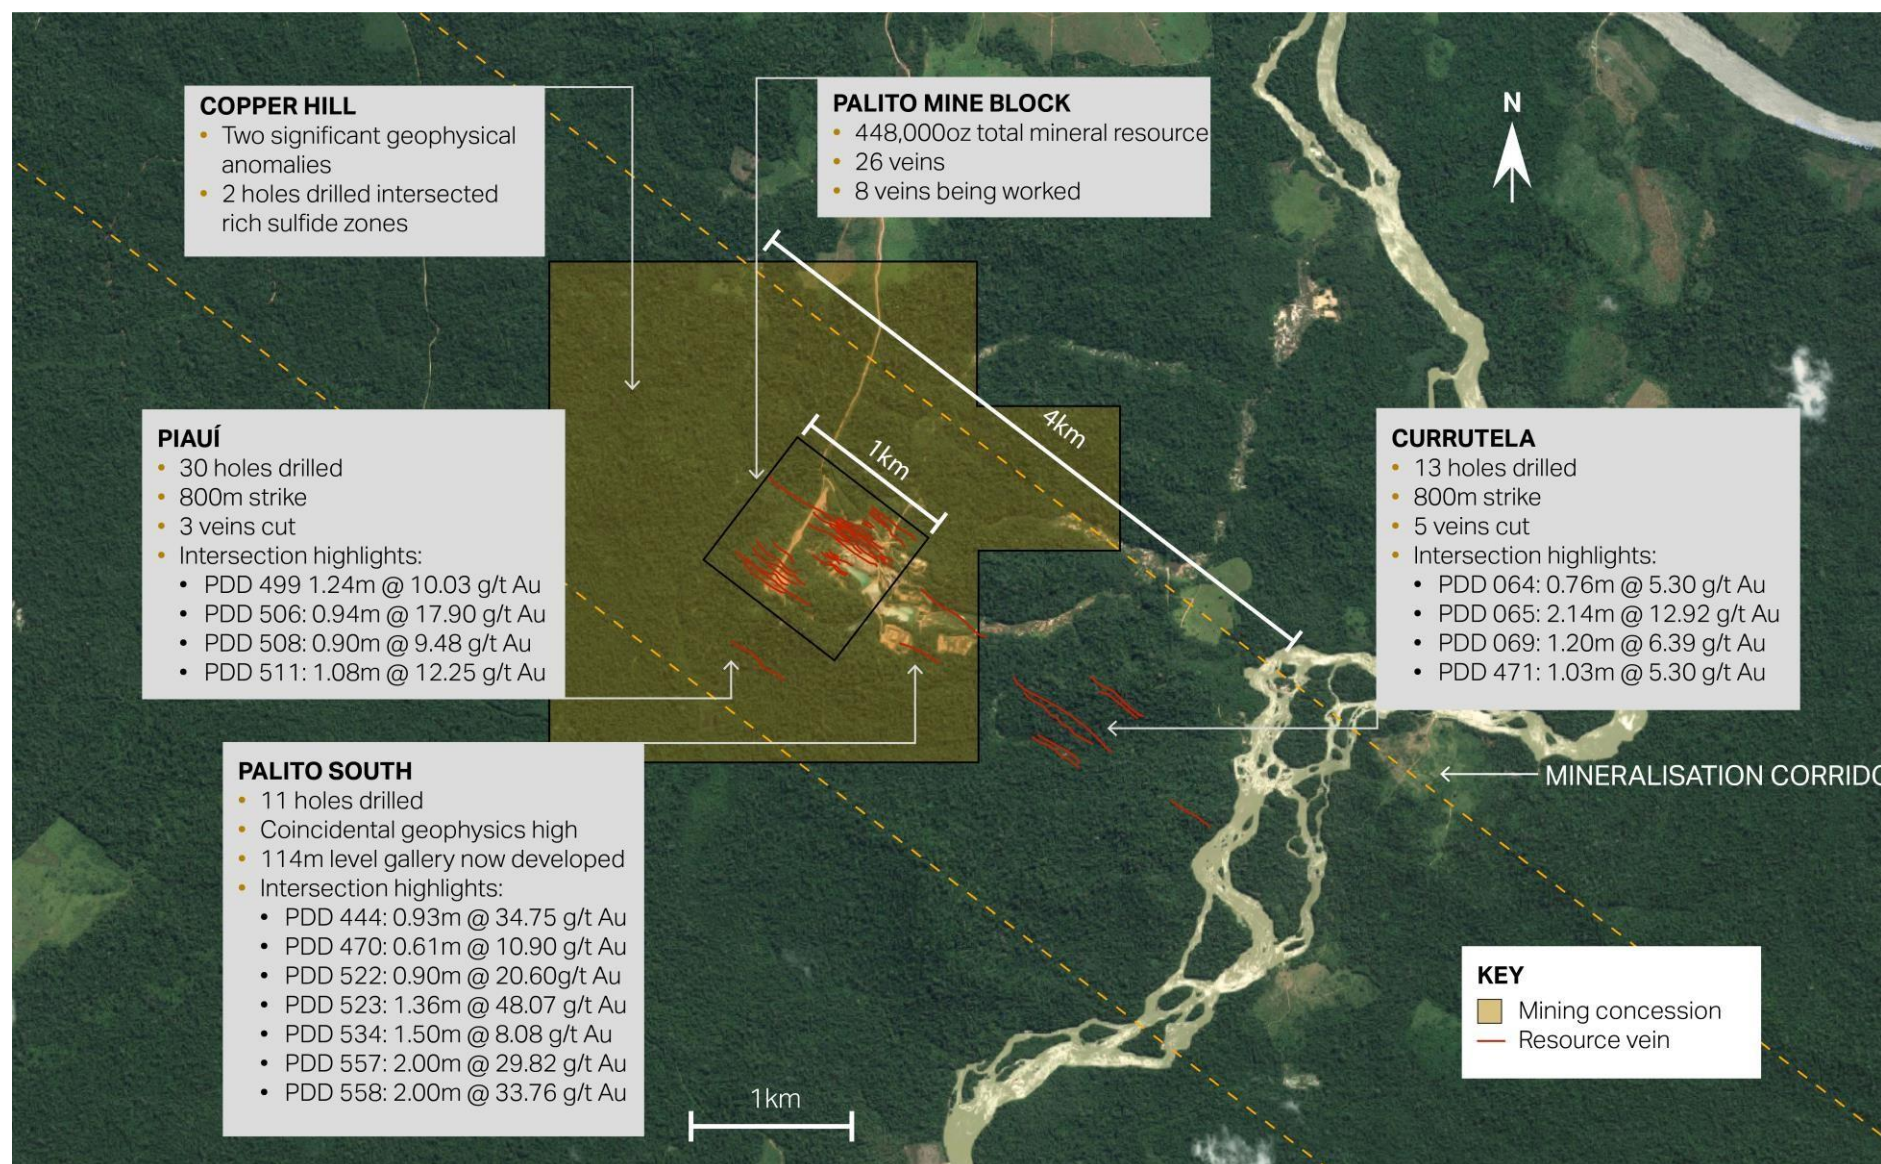 COPPER HILL
• Two significant geophysical
anomalies
• 2 holes drilled intersected
rich sulfide zones
PALITO MINE BLOCK
• 448,000oz total mineral resource
• 26 veins
• 8 veins being worked
N
4km
1km
PIAUÍ
• 30 holes drilled
• 800m strike
• 3 veins cut
• Intersection highlights:
• PDD 499 1.24m @ 10.03 g/t Au
• PDD 506: 0.94m @ 17.90 g/t Au
• PDD 508: 0.90m @ 9.48 g/t Au
• PDD 511: 1.08m @ 12.25 g/t Au
CURRUTELA
• 13 holes drilled
• 800m strike
• 5 veins cut
• Intersection highlights:
• PDD 064: 0.76m @ 5.30 g/t Au
• PDD 065: 2.14m @ 12.92 g/t Au
• PDD 069: 1.20m @ 6.39 g/t Au
• PDD 471: 1.03m @ 5.30 g/t Au
PALITO SOUTH
• 11 holes drilled
• Coincidental geophysics high
• 114m level gallery now developed
• Intersection highlights:
• PDD 444: 0.93m @ 34.75 g/t Au
• PDD 470: 0.61m @ 10.90 g/t Au
• PDD 522: 0.90m @ 20.60g/t Au
• PDD 523: 1.36m @ 48.07 g/t Au
• PDD 534: 1.50m @ 8.08 g/t Au
• PDD 557: 2.00m @ 29.82 g/t Au
• PDD 558: 2.00m @ 33.76 g/t Au
MINERALISATION CORRIDO
KEY
Mining concession
Resource vein
1km